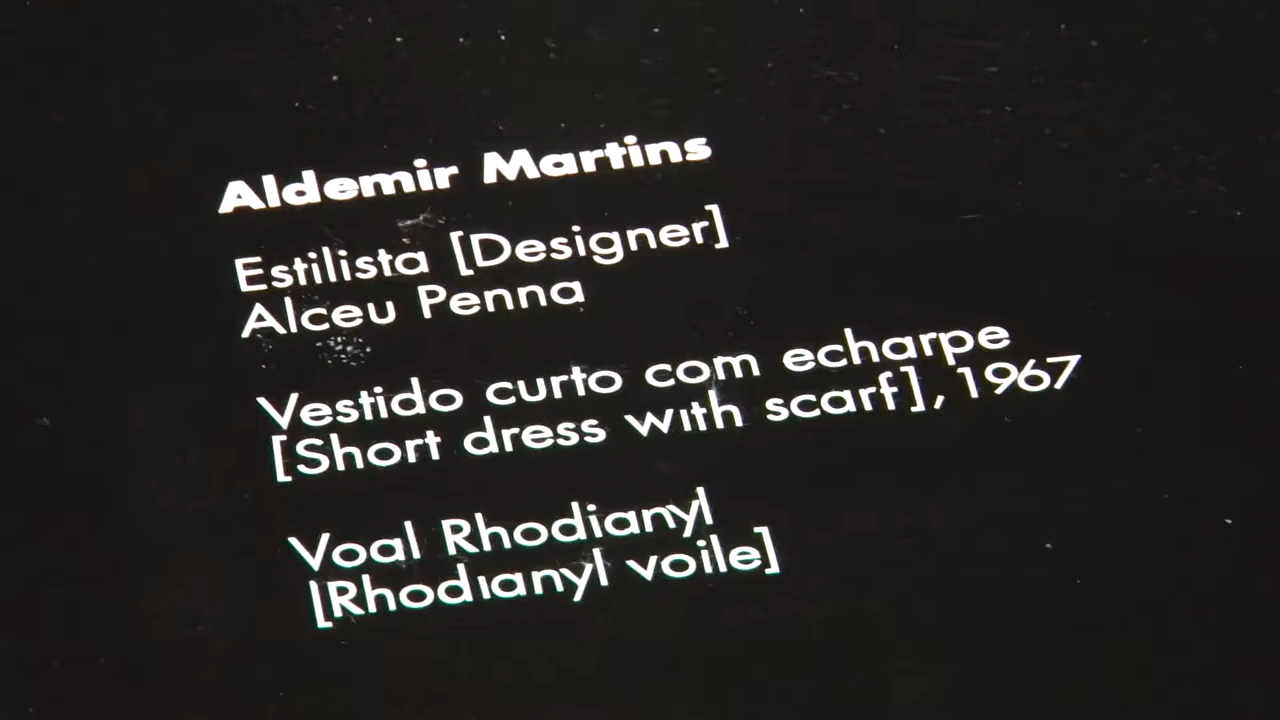 Aldemir Martins
Estilista [Designer]
Alceu Penna
Vestido curto com echarpe
[Short dress with scarf], 1967
Voal Rhodianyl
[Rhodianyl voile]